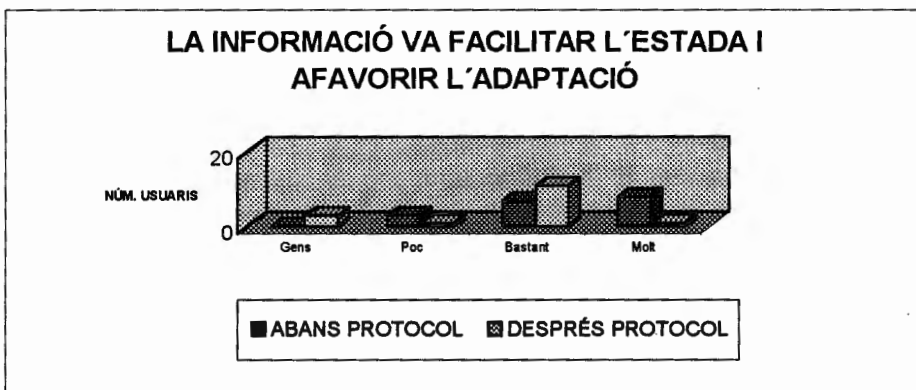 LA INFORMACIÓ VA FACILITAR L´ESTADA I
AFAVORIR L´ADAPTACIÓ
20
NÚM. USUARIS
0
Gens Poc Bastant Molt
ABANS PROTOCOL DESPRÉS PROTOCOL